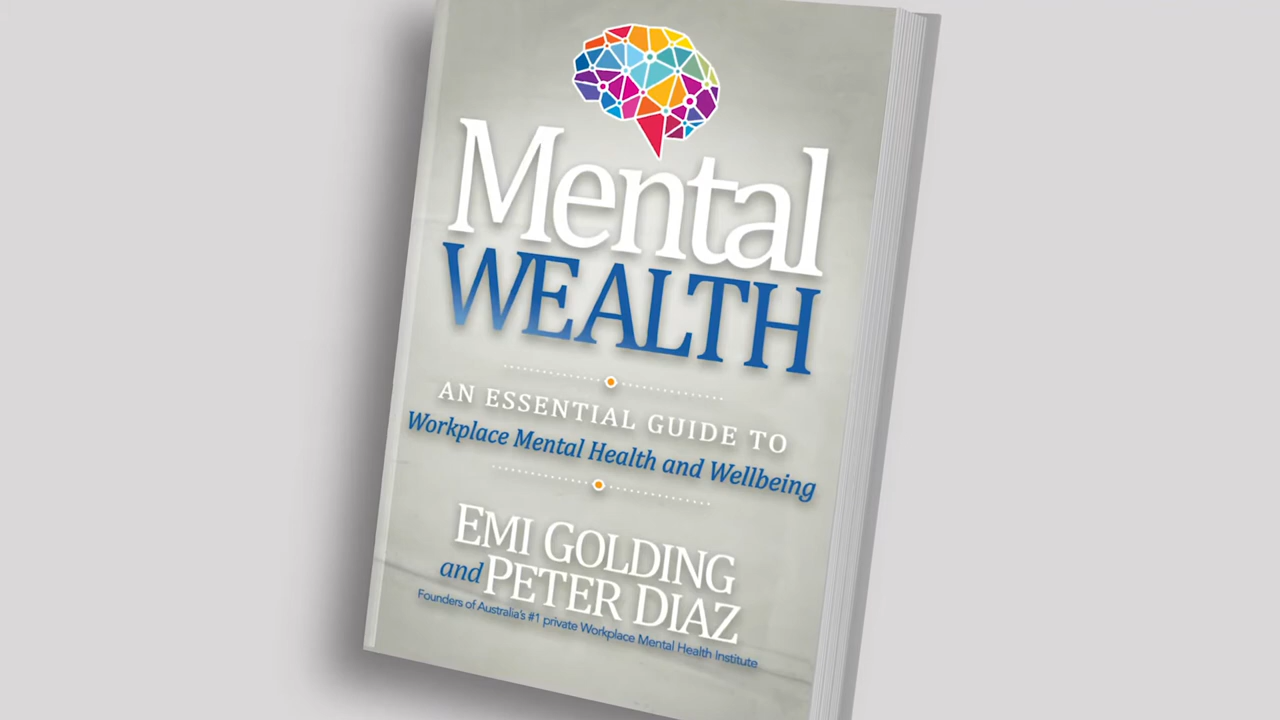 Mental
WEALTH
AN ESSENTIAL GUIDE TO
Workplace Mental Health and Wellbeing
EMI GOLDING
and PETER DIAZ
Founders of Australia's #1 private Workplace Mental Health Institute